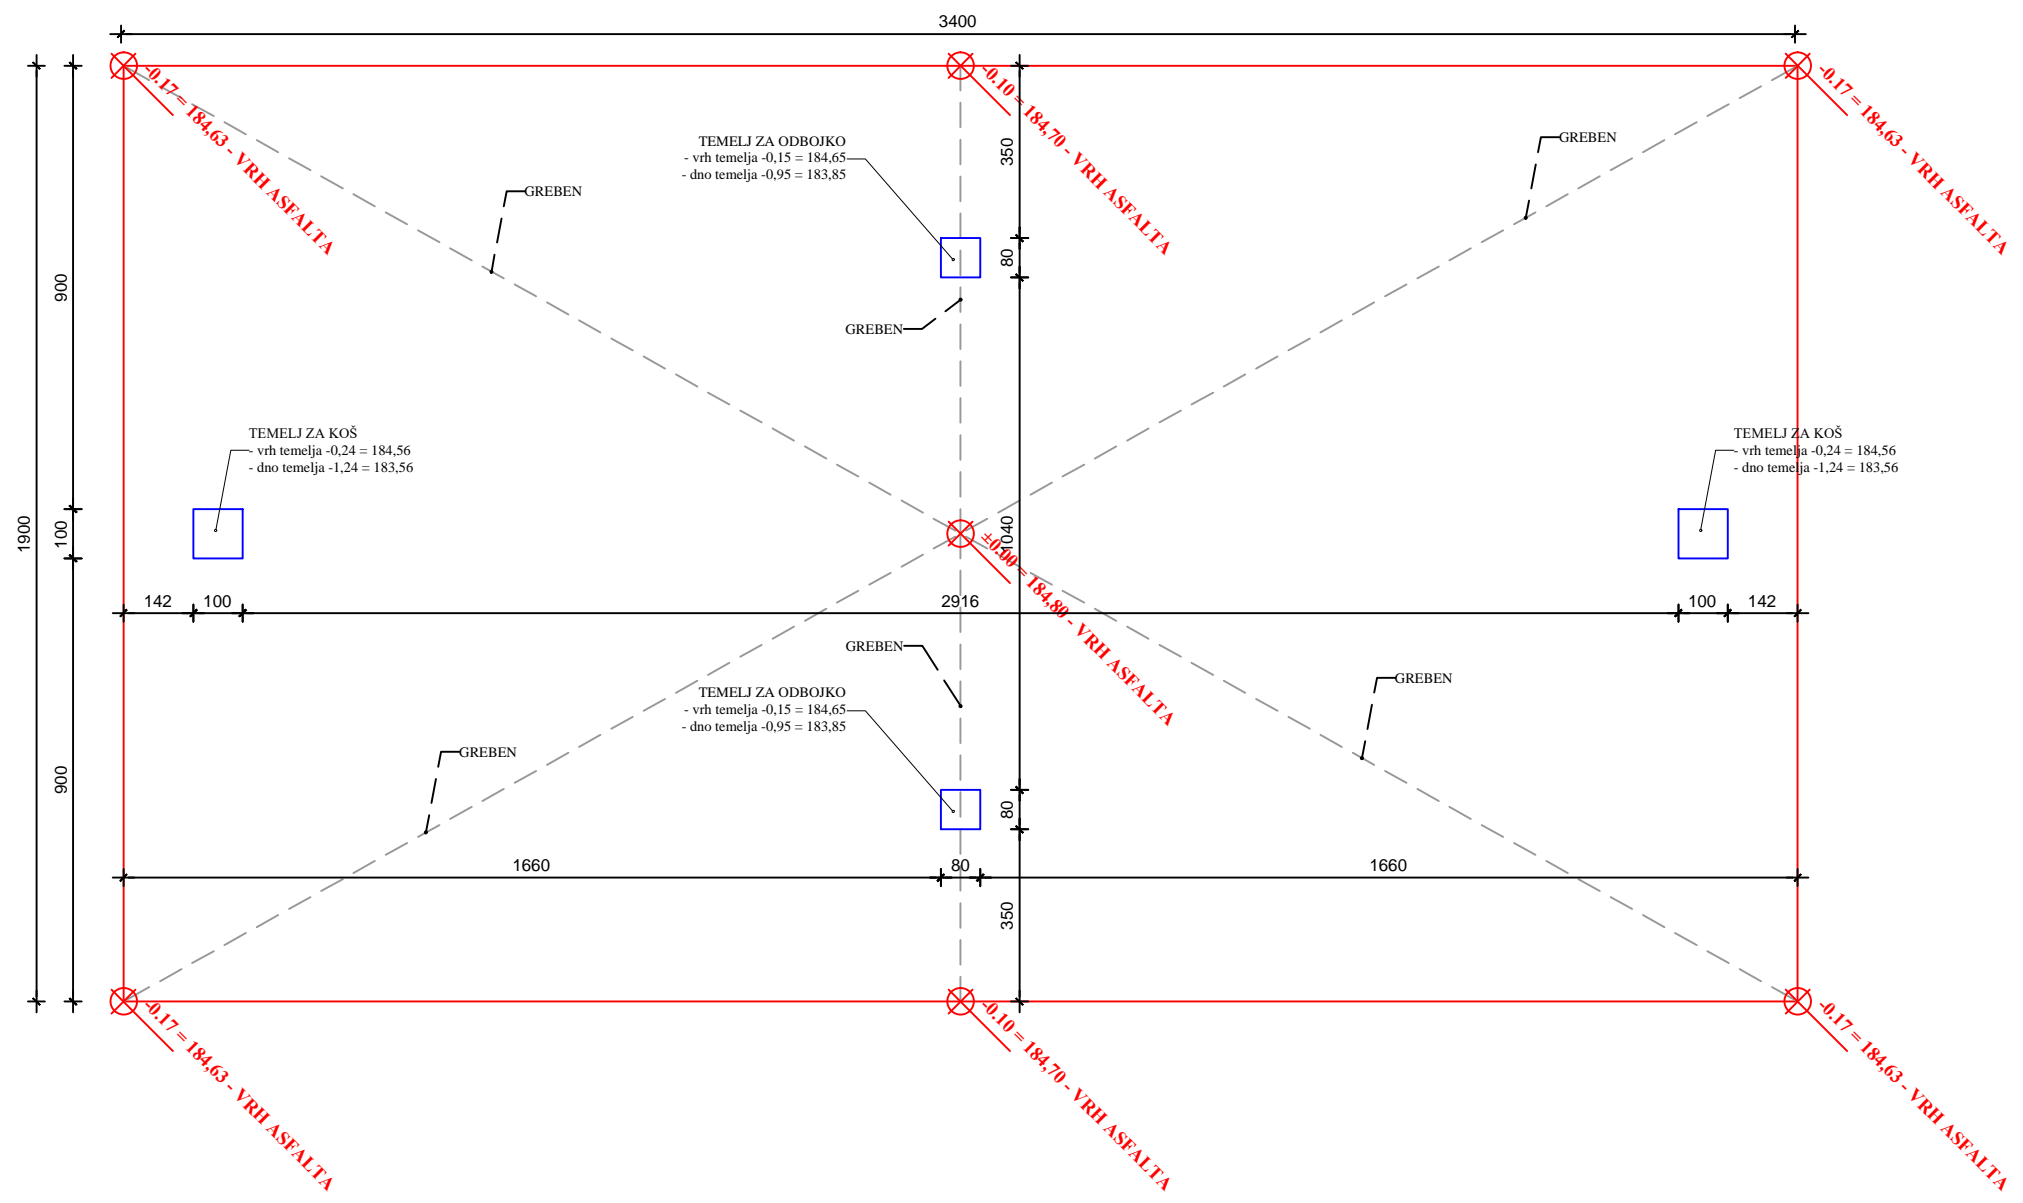 3400
-0.17 = 184,63 - VRH ASFALTA
-0.10 = 184,70 - VRH ASFALTA
-0.17 = 184,63 - VRH ASFALTA
TEMELJ ZA ODBOJKO
- vrh temelja -0,15 = 184,65
- dno temelja -0,95 = 183,85
350
GREBEN
GREBEN
80
900
GREBEN
TEMELJ ZA KOŠ
- vrh temelja -0,24 = 184,56
- dno temelja -1,24 = 183,56
TEMELJ ZA KOŠ
- vrh temelja -0,24 = 184,56
- dno temelja -1,24 = 183,56
1900
100
1040
±0.00 = 184,80 - VRH ASFALTA
142
100
2916
100
142
GREBEN
GREBEN
TEMELJ ZA ODBOJKO
- vrh temelja -0,15 = 184,65
- dno temelja -0,95 = 183,85
GREBEN
900
80
1660
80
1660
350
-0.17 = 184,63 - VRH ASFALTA
-0.10 = 184,70 - VRH ASFALTA
-0.17 = 184,63 - VRH ASFALTA